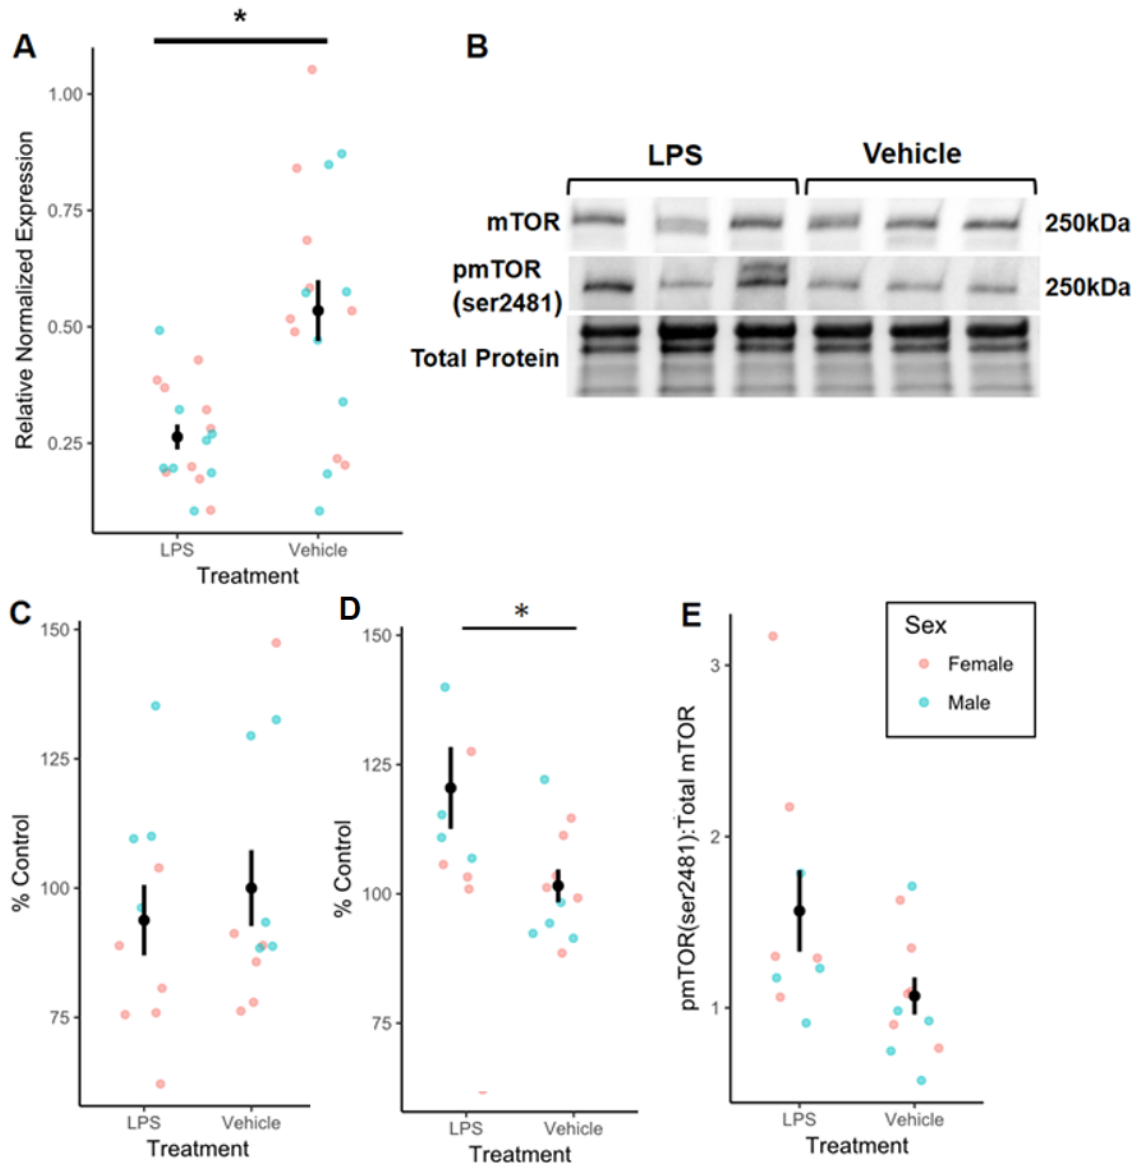 A
*
Relative Normalized Expression
1.00
0.75
0.50
0.25
LPS
Vehicle
Treatment
B
LPS
Vehicle
mTOR
250kDa
pmTOR
(ser2481)
250kDa
Total Protein
C
% Control
150
125
100
75
LPS
Vehicle
Treatment
D
*
% Control
150
125
100
75
LPS
Vehicle
Treatment
E
pmTOR(ser2481):Total mTOR
3
2
1
LPS
Vehicle
Treatment
Sex
Female
Male